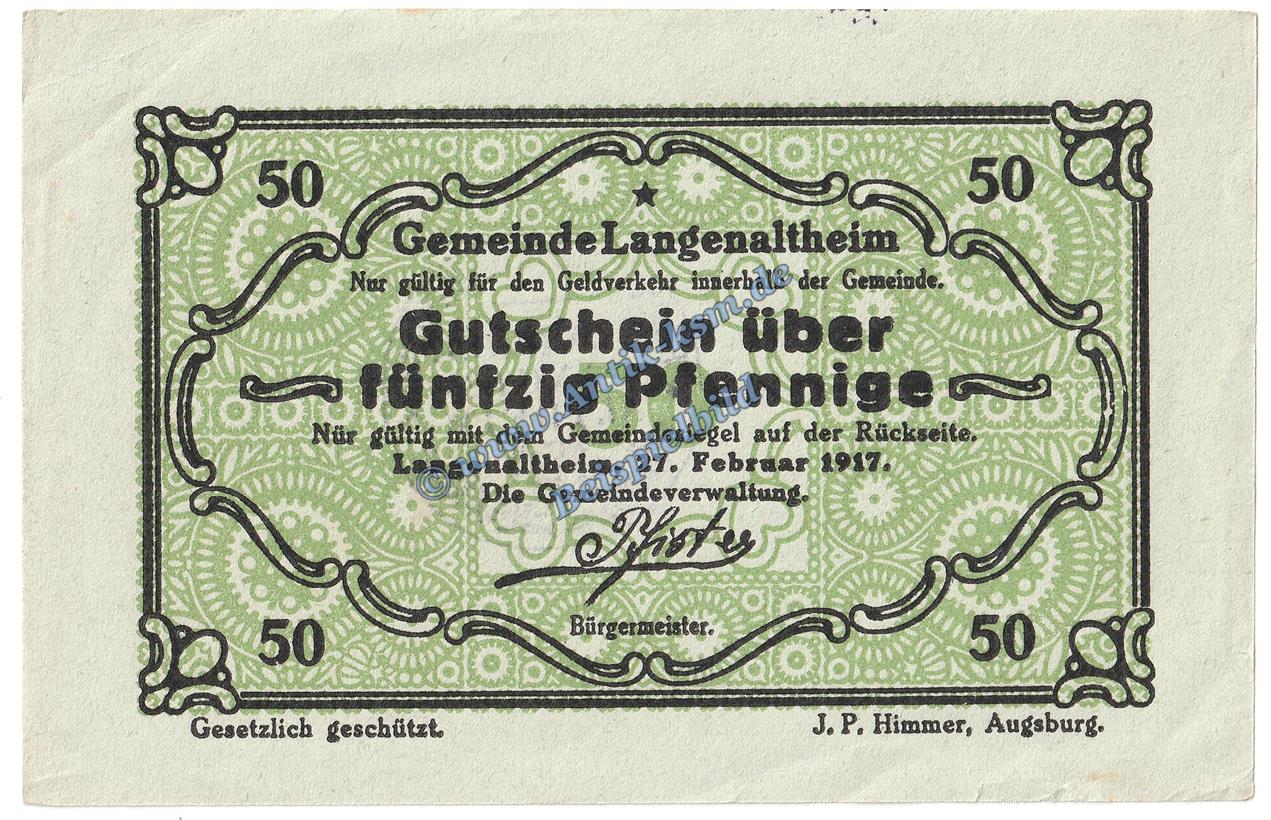 50 50
Gemeinde Langenaltheim
Nur gültig für den Geldverkehr innerhalb der Gemeinde.
Gutschein über
fünfzig Pfennige
Nür gültig mit dem Gemeindesiegel auf der Rückseite.
Langenaltheim, 27. Februar 1917.
Die Gemeindeverwaltung.
Pfister
Bürgermeister.
50 50
Gesetzlich geschützt. J. P. Himmer, Augsburg.
© www.Antik-ksm.de
Beispielbild